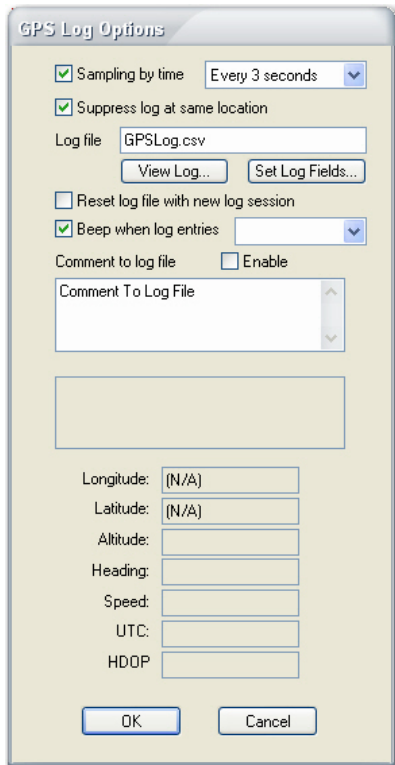 GPS Log Options
Sampling by time Every 3 seconds
Suppress log at same location
Log file GPSLog.csv
View Log... Set Log Fields...
Reset log file with new log session
Beep when log entries
Comment to log file Enable
Comment To Log File
Longitude: (N/A)
Latitude: (N/A)
Altitude:
Heading:
Speed:
UTC:
HDOP
OK Cancel